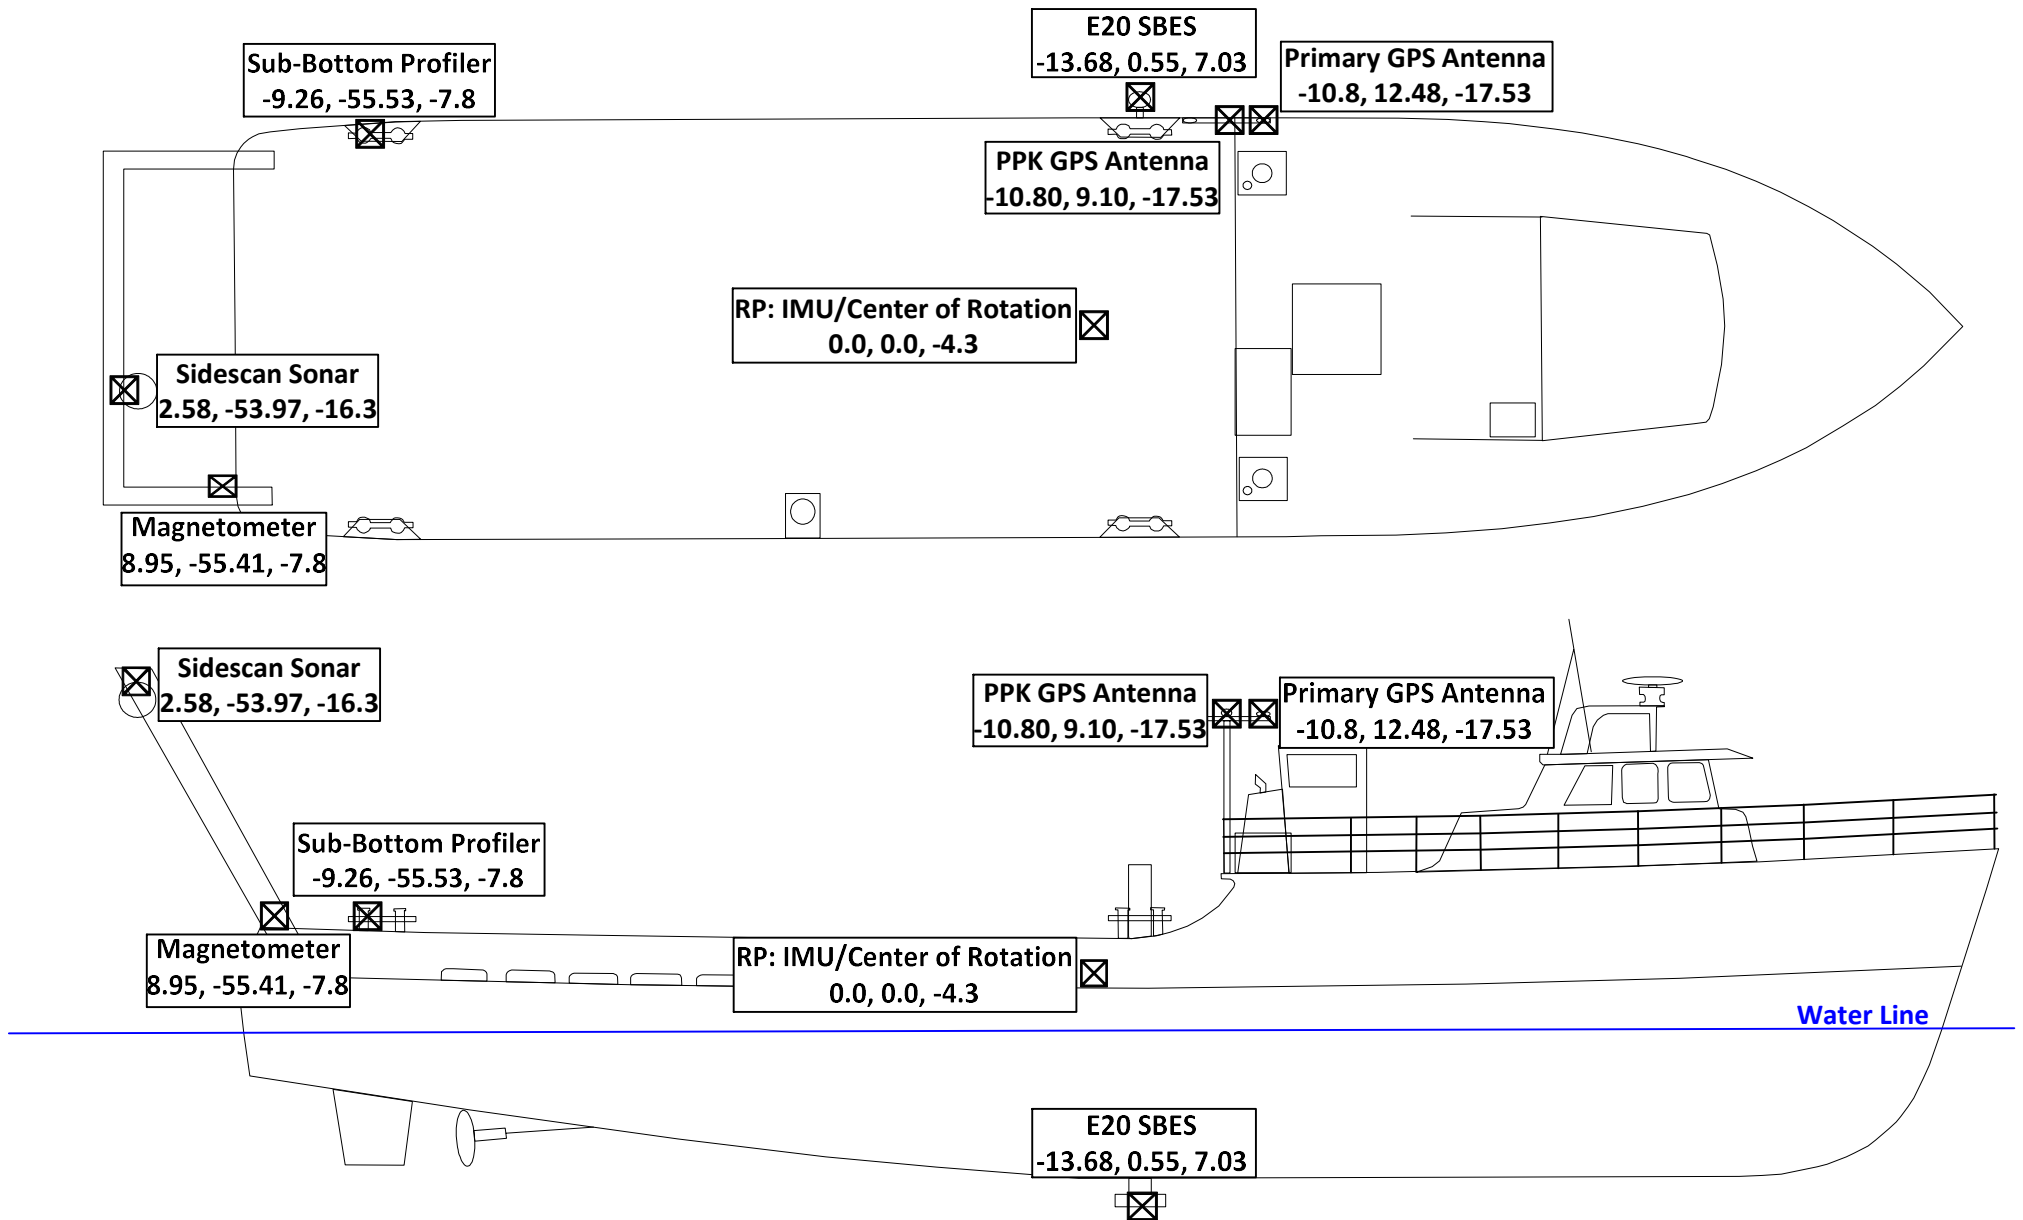 E20 SBES
-13.68, 0.55, 7.03
Sub-Bottom Profiler
-9.26, -55.53, -7.8
Primary GPS Antenna
-10.8, 12.48, -17.53
PPK GPS Antenna
-10.80, 9.10, -17.53
RP: IMU/Center of Rotation
0.0, 0.0, -4.3
Sidescan Sonar
2.58, -53.97, -16.3
Magnetometer
8.95, -55.41, -7.8
Sidescan Sonar
2.58, -53.97, -16.3
PPK GPS Antenna
-10.80, 9.10, -17.53
Primary GPS Antenna
-10.8, 12.48, -17.53
Sub-Bottom Profiler
-9.26, -55.53, -7.8
Magnetometer
8.95, -55.41, -7.8
RP: IMU/Center of Rotation
0.0, 0.0, -4.3
Water Line
E20 SBES
-13.68, 0.55, 7.03